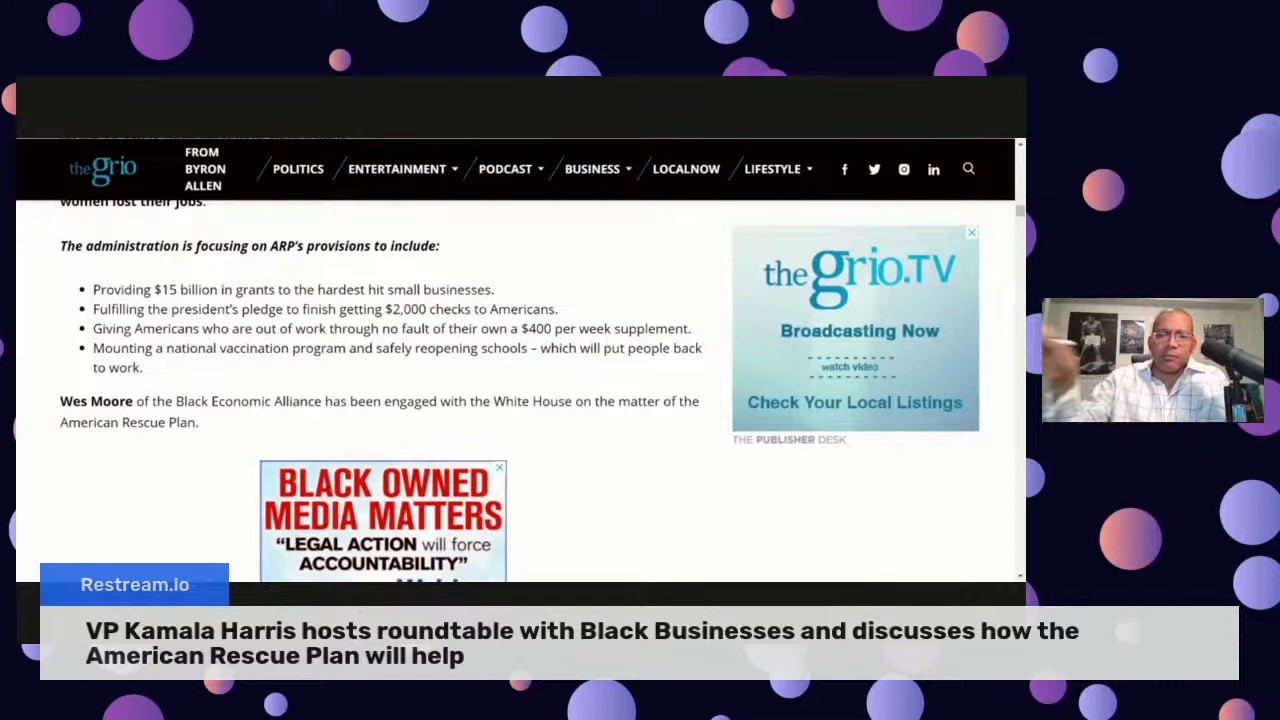 the grio
FROM
BYRON
ALLEN
POLITICS
ENTERTAINMENT
PODCAST
BUSINESS
LOCALNOW
LIFESTYLE
women lost their jobs.
The administration is focusing on ARP's provisions to include:
Providing $15 billion in grants to the hardest hit small businesses.
Fulfilling the president's pledge to finish getting $2,000 checks to Americans.
Giving Americans who are out of work through no fault of their own a $400 per week supplement.
Mounting a national vaccination program and safely reopening schools – which will put people back
to work.
Wes Moore of the Black Economic Alliance has been engaged with the White House on the matter of the
American Rescue Plan.
the grio.TV
Broadcasting Now
watch video
Check Your Local Listings
THE PUBLISHER DESK
BLACK OWNED
MEDIA MATTERS
“LEGAL ACTION will force
ACCOUNTABILITY”
Restream.io
VP Kamala Harris hosts roundtable with Black Businesses and discusses how the
American Rescue Plan will help